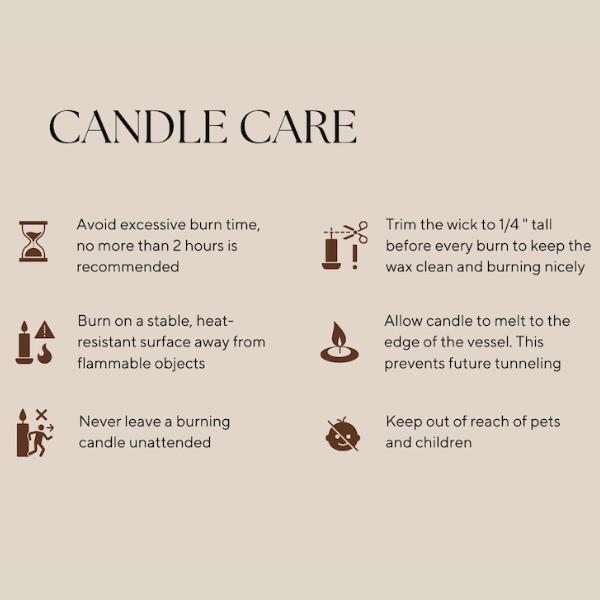 CANDLE CARE
Avoid excessive burn time,
no more than 2 hours is
recommended
Trim the wick to 1/4 " tall
before every burn to keep the
wax clean and burning nicely
Burn on a stable, heat-
resistant surface away from
flammable objects
Allow candle to melt to the
edge of the vessel. This
prevents future tunneling
Never leave a burning
candle unattended
Keep out of reach of pets
and children